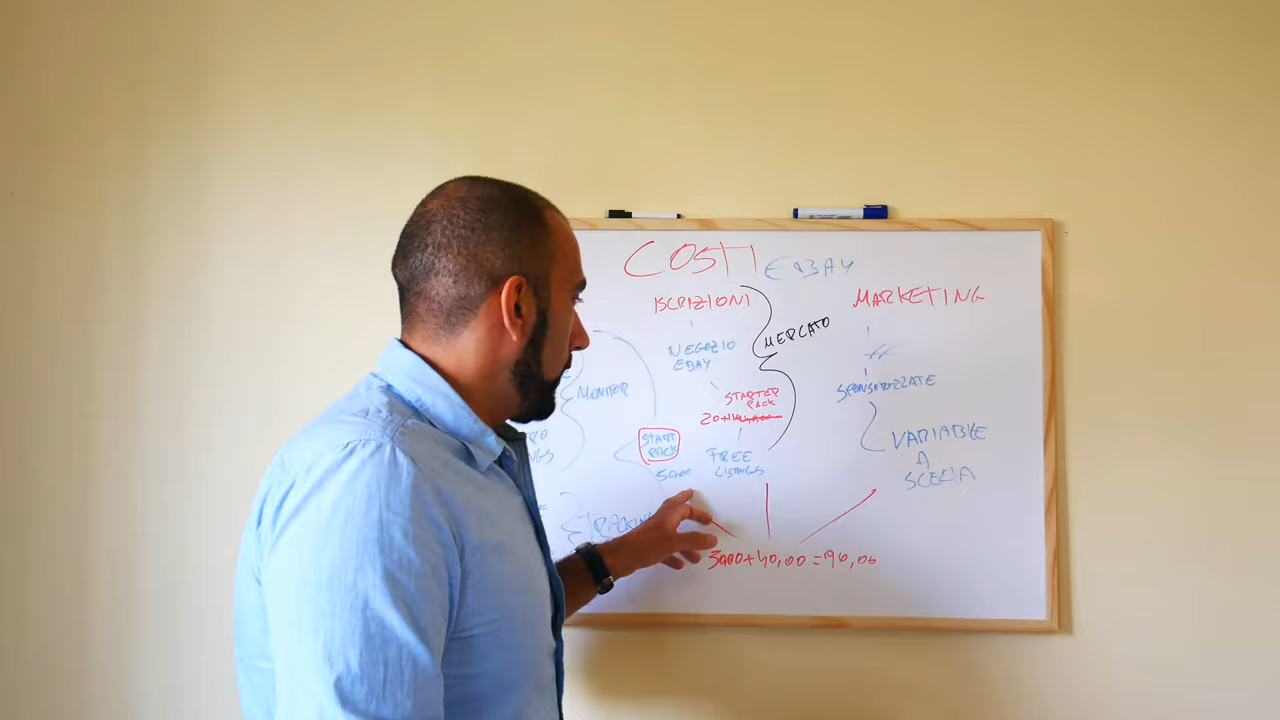 COSTI EBAY
ISCRIZIONI
MARKETING
MERCATO
NEGOZIO
EBAY
SPONSORIZZATE
MONITOR
STARTER
PACK
VARIABILE
A
SCELTA
START
PACK
FREE
LISTINGS
TRACKING
+40,00=90,00